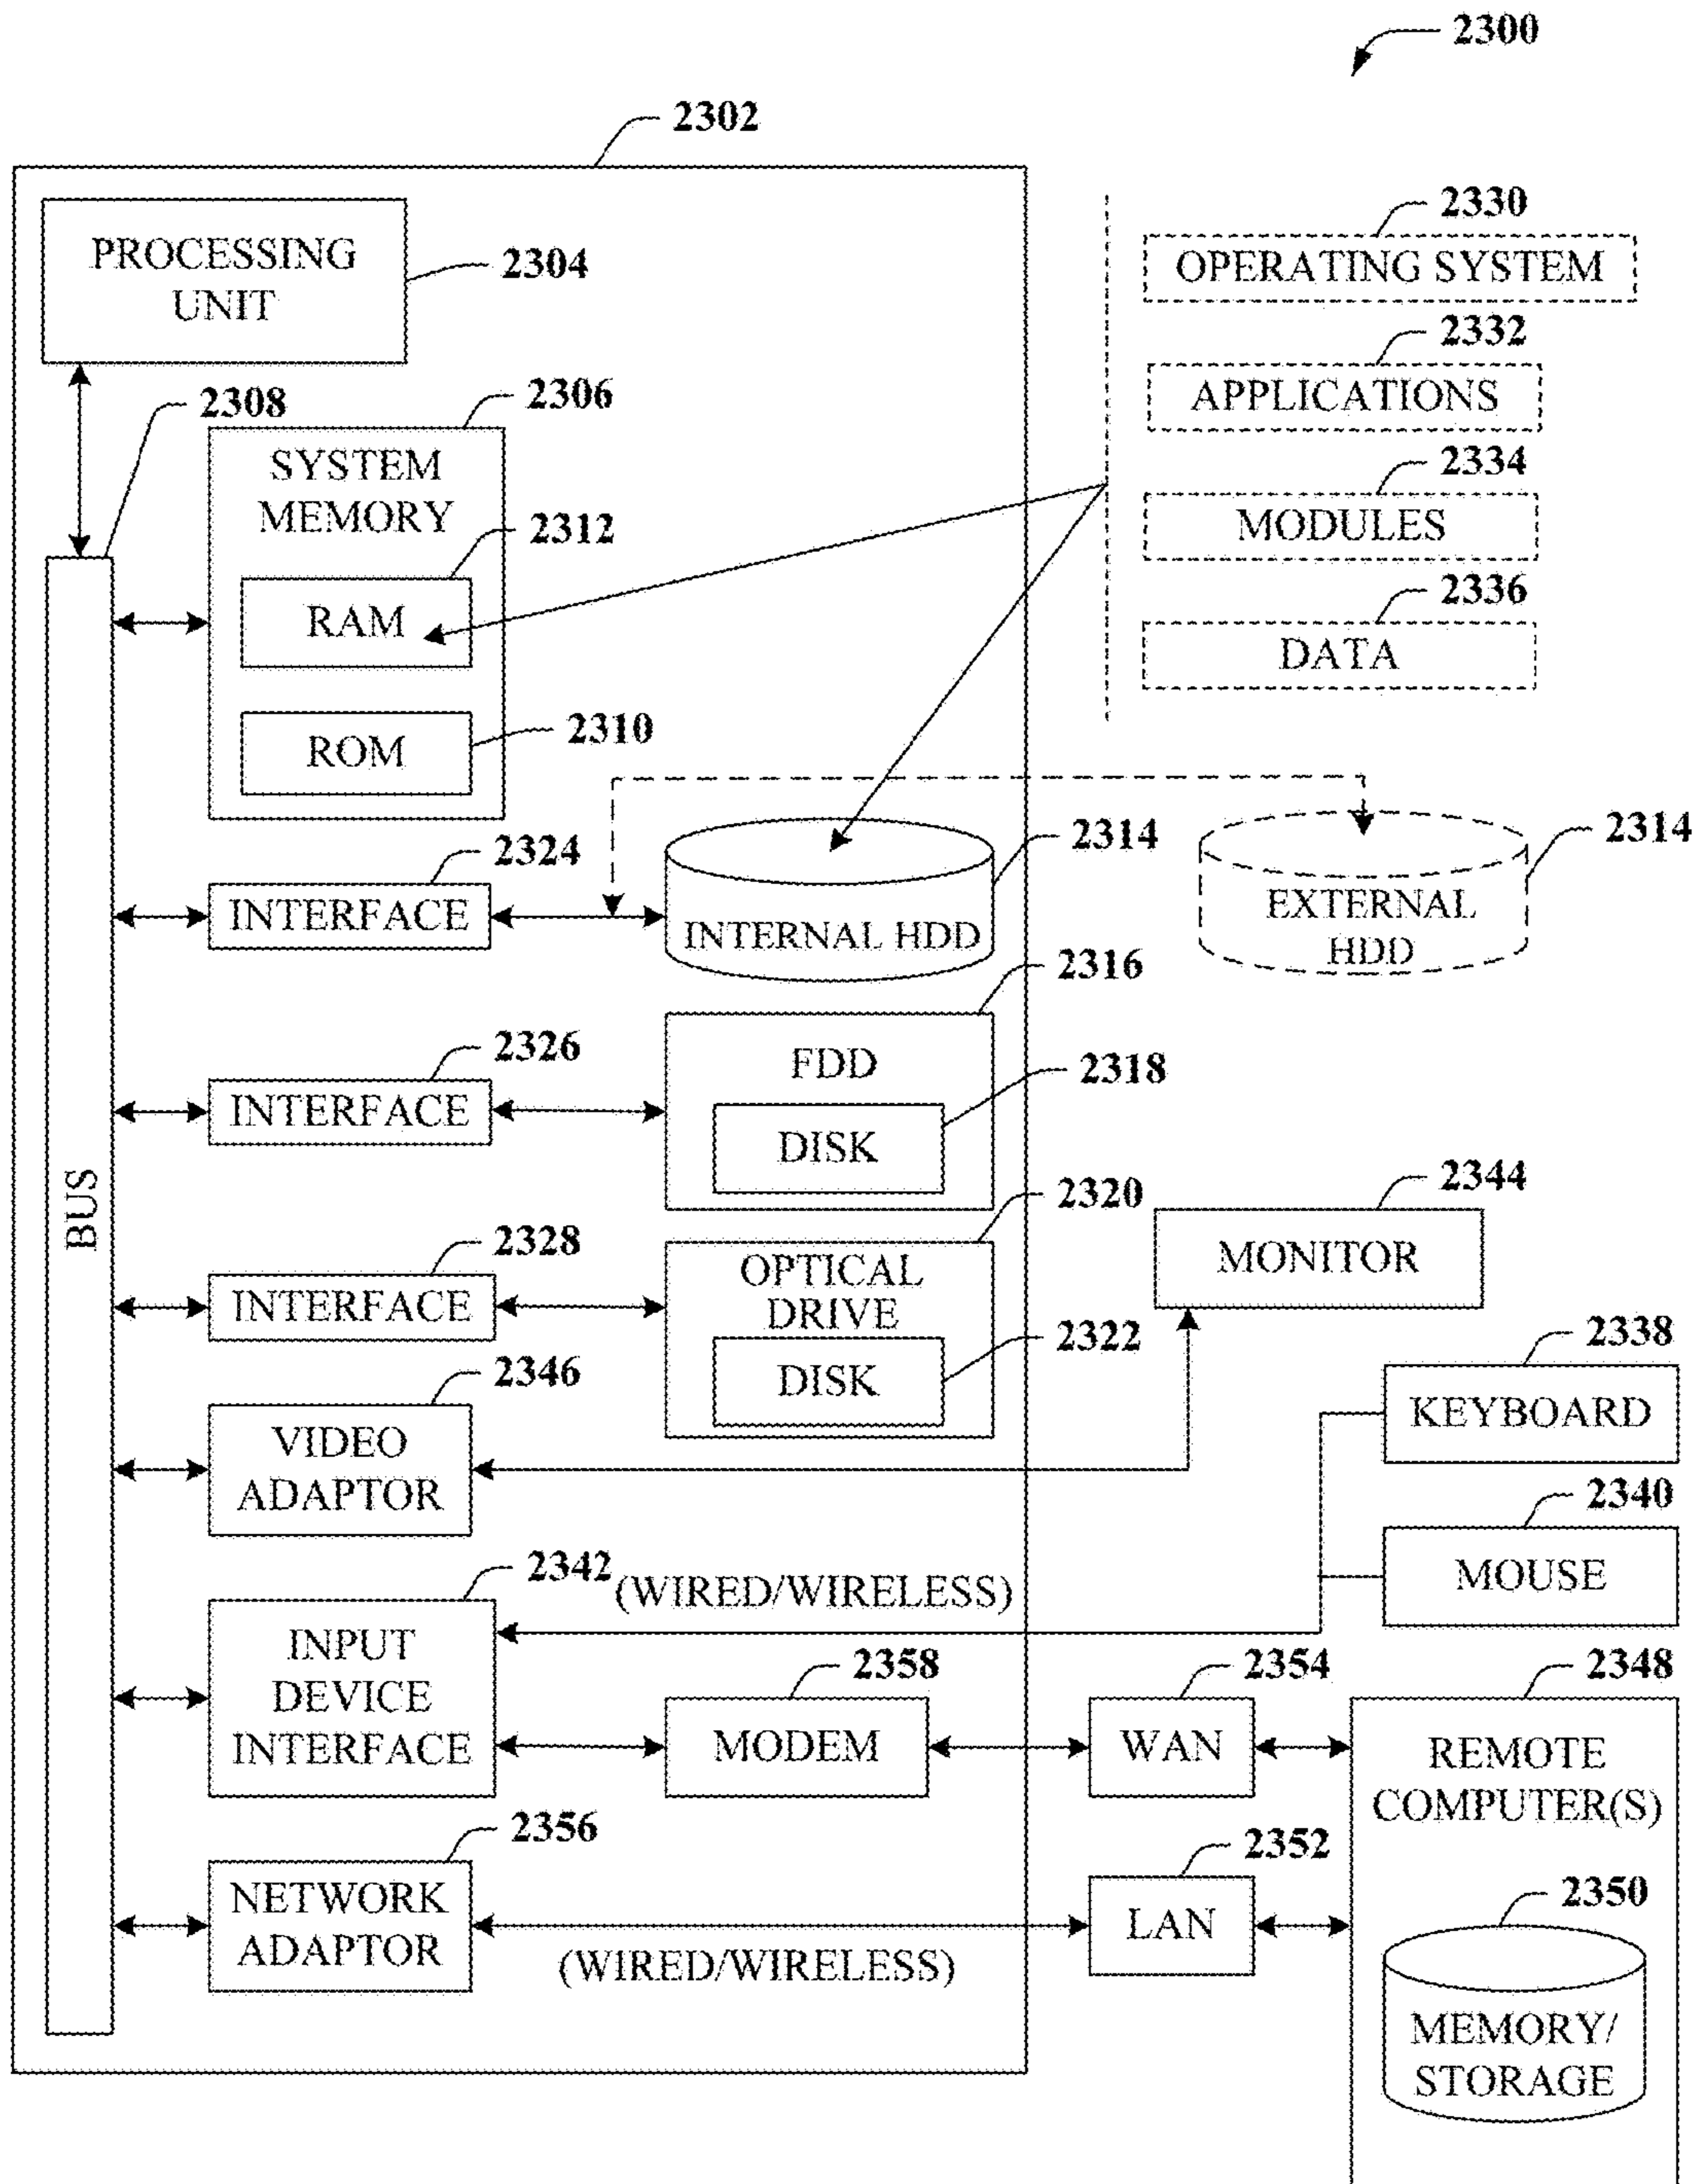 2300
2302
PROCESSING
UNIT
2304
2330
OPERATING SYSTEM
2332
APPLICATIONS
2334
MODULES
2336
DATA
2308
2306
SYSTEM
MEMORY
2312
RAM
2310
ROM
2324
INTERFACE
2314
INTERNAL HDD
2314
EXTERNAL
HDD
2316
FDD
2326
INTERFACE
2318
DISK
BUS
2320
OPTICAL
DRIVE
2328
INTERFACE
2322
DISK
2344
MONITOR
2346
VIDEO
ADAPTOR
2338
KEYBOARD
2340
MOUSE
2342
(WIRED/WIRELESS)
INPUT
DEVICE
INTERFACE
2358
MODEM
2354
WAN
2348
REMOTE
COMPUTER(S)
2356
NETWORK
ADAPTOR
(WIRED/WIRELESS)
2352
LAN
2350
MEMORY/
STORAGE